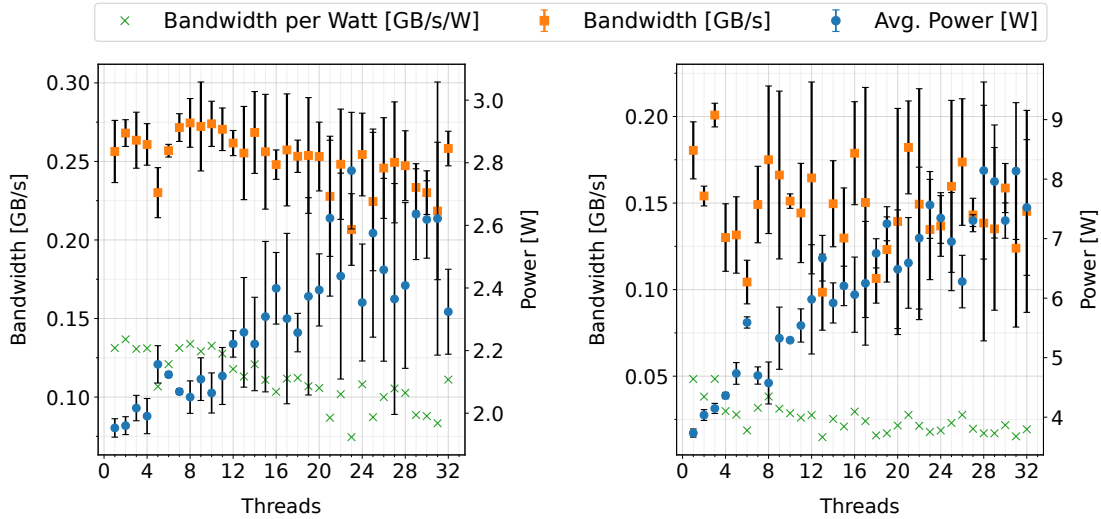 Bandwidth per Watt [GB/s/W] Bandwidth [GB/s] Avg. Power [W]
0.30
0.25
0.20
0.15
0.10
Bandwidth [GB/s]
3.0
2.8
2.6
2.4
2.2
2.0
Power [W]
0 4 8 12 16 20 24 28 32
Threads
0.20
0.15
0.10
0.05
Bandwidth [GB/s]
9
8
7
6
5
4
Power [W]
0 4 8 12 16 20 24 28 32
Threads